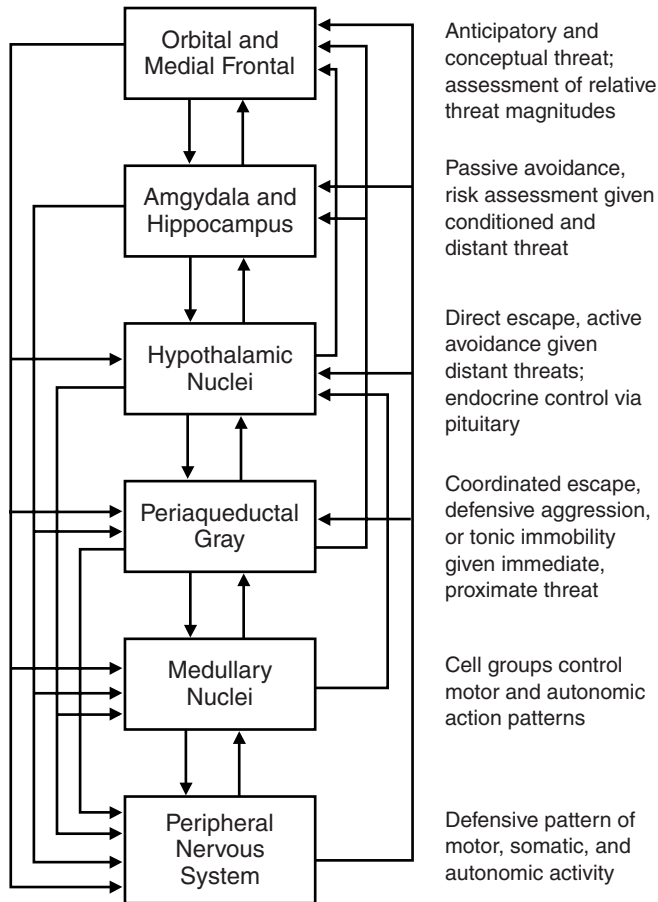 Orbital and
Medial Frontal
Anticipatory and
conceptual threat;
assessment of relative
threat magnitudes
Amgydala and
Hippocampus
Passive avoidance,
risk assessment given
conditioned and
distant threat
Hypothalamic
Nuclei
Direct escape, active
avoidance given
distant threats;
endocrine control via
pituitary
Periaqueductal
Gray
Coordinated escape,
defensive aggression,
or tonic immobility
given immediate,
proximate threat
Medullary
Nuclei
Cell groups control
motor and autonomic
action patterns
Peripheral
Nervous
System
Defensive pattern of
motor, somatic, and
autonomic activity